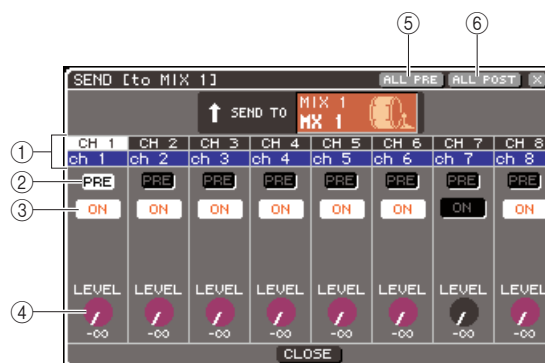 ⑤ ⑥
SEND [to MIX 1] ALL PRE ALL POST X
SEND TO MIX 1
MX 1
① CH 1 CH 2 CH 3 CH 4 CH 5 CH 6 CH 7 CH 8
ch 1 ch 2 ch 3 ch 4 ch 5 ch 6 ch 7 ch 8
② PRE PRE PRE PRE PRE PRE PRE PRE
③ ON ON ON ON ON ON ON ON
LEVEL LEVEL LEVEL LEVEL LEVEL LEVEL LEVEL LEVEL
④
-∞ -∞ -∞ -∞ -∞ -∞ -∞ -∞
CLOSE